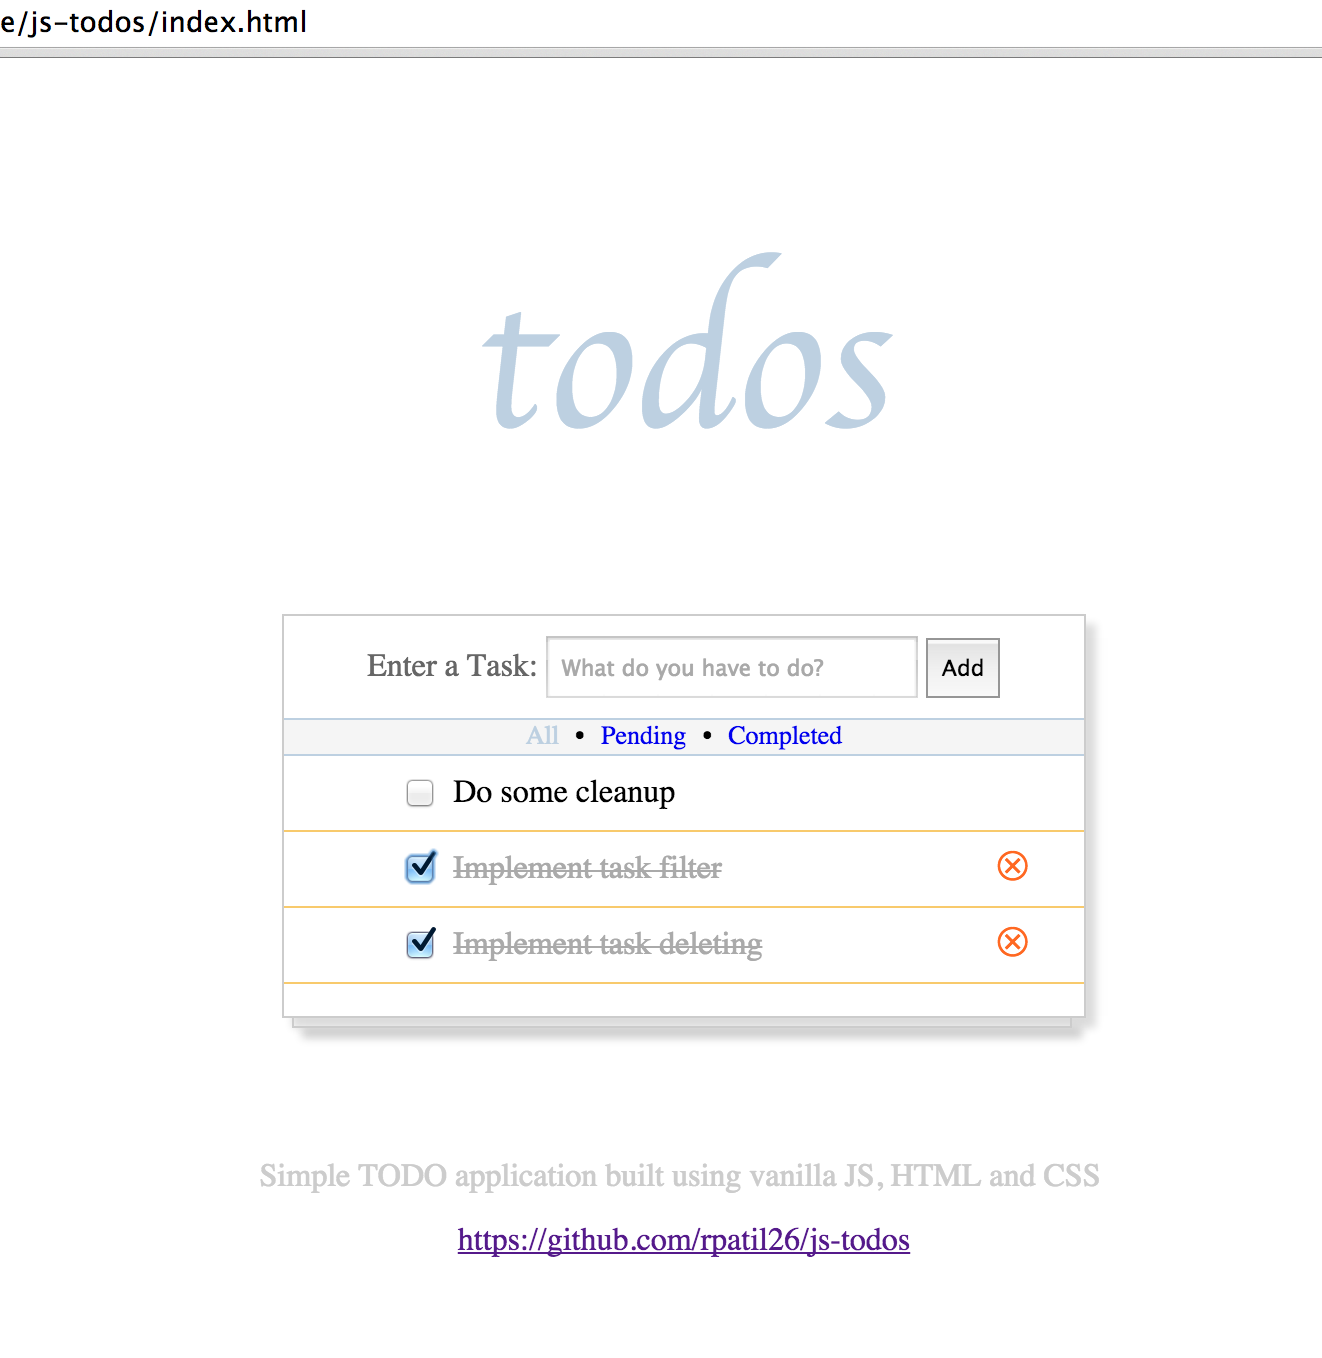 e/js-todos/index.html
todos
Enter a Task: What do you have to do? Add
All • Pending • Completed
Do some cleanup
Implement task filter
Implement task deleting
Simple TODO application built using vanilla JS, HTML and CSS
https://github.com/rpatil26/js-todos